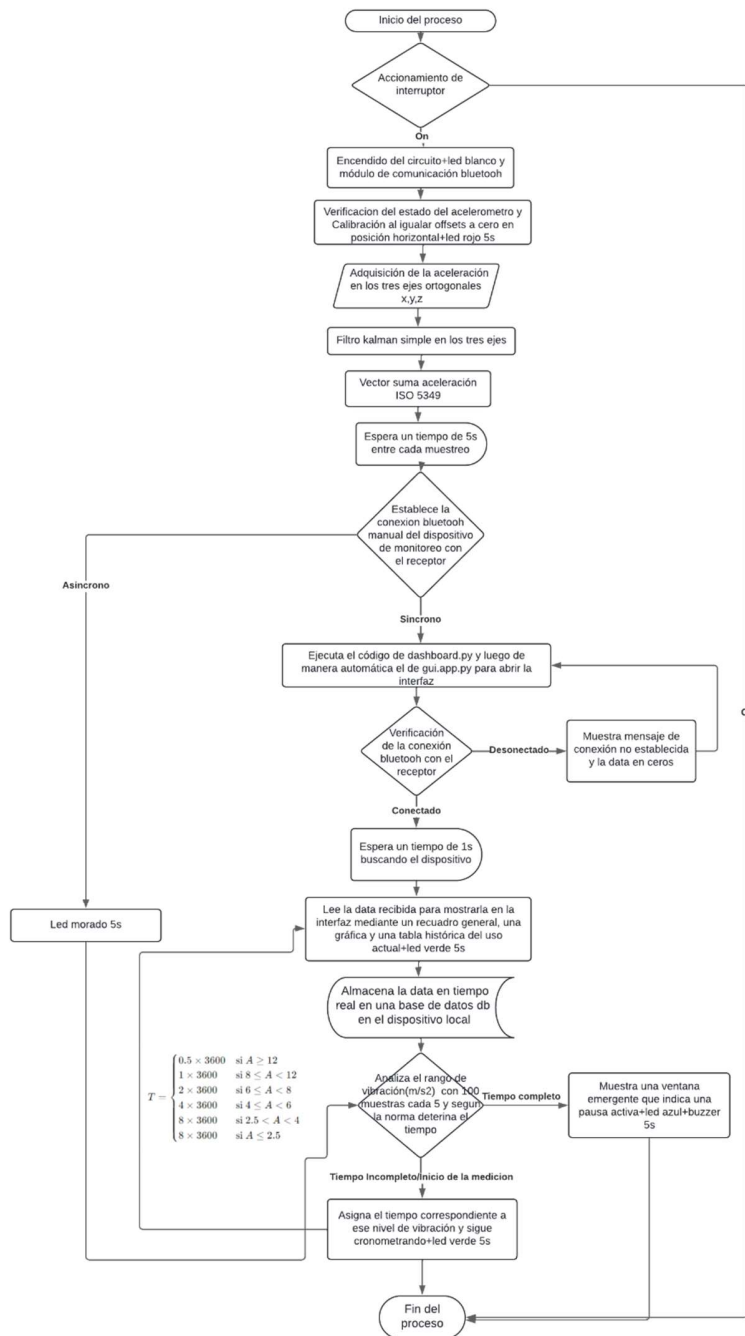 Inicio del proceso
Accionamiento de
interruptor
On
Encendido del circuito+led blanco y
módulo de comunicación bluetooh
Verificacion del estado del acelerometro y
Calibración al igualar offsets a cero en
posición horizontal+led rojo 5s
Adquisición de la aceleración
en los tres ejes ortogonales
x,y,z
Filtro kalman simple en los tres ejes
Vector suma aceleración
ISO 5349
Espera un tiempo de 5s
entre cada muestreo
Establece la
conexion bluetooh
manual del dispositivo
de monitoreo con
el receptor
Asincrono
Sincrono
Ejecuta el código de dashboard.py y luego de
manera automática el de gui.app.py para abrir la
interfaz
Verificación
de la conexión
bluetooh con el
receptor
Desonectado
Muestra mensaje de
conexión no establecida
y la data en ceros
Conectado
Espera un tiempo de 1s
buscando el dispositivo
Led morado 5s
Lee la data recibida para mostrarla en la
interfaz mediante un recuadro general, una
gráfica y una tabla histórica del uso
actual+led verde 5s
Almacena la data en tiempo
real en una base de datos db
en el dispositivo local
T =
0.5 × 3600 si A ≥ 12
1 × 3600 si 8 ≤ A < 12
2 × 3600 si 6 ≤ A < 8
4 × 3600 si 4 ≤ A < 6
8 × 3600 si 2.5 < A < 4
8 × 3600 si A ≤ 2.5
Analiza el rango de
vibración(m/s2) con 100
muestras cada 5 y segun
la norma deterina el
tiempo
Tiempo completo
Muestra una ventana
emergente que indica una
pausa activa+led azul+buzzer
5s
Tiempo Incompleto/Inicio de la medicion
Asigna el tiempo correspondiente a
ese nivel de vibración y sigue
cronometrando+led verde 5s
Fin del
proceso